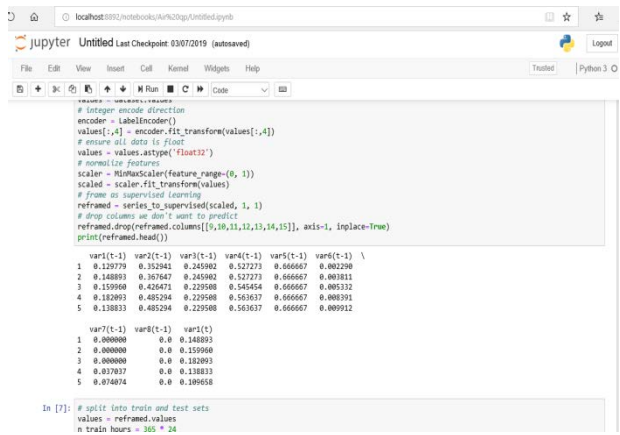 localhost:8892/notebooks/Air%20qp/Untitled.ipynb
jupyter Untitled Last Checkpoint: 03/07/2019 (autosaved)
Logout
File Edit View Insert Cell Kernel Widgets Help
Trusted Python 3 O
Run C Code
values = dataset.values
# integer encode direction
encoder = LabelEncoder()
values[:,4] = encoder.fit_transform(values[:,4])
# ensure all data is float
values = values.astype('float32')
# normalize features
scaler = MinMaxScaler(feature_range=(0, 1))
scaled = scaler.fit_transform(values)
# frame as supervised learning
reframed = series_to_supervised(scaled, 1, 1)
# drop columns we don't want to predict
reframed.drop(reframed.columns[[9,10,11,12,13,14,15]], axis=1, inplace=True)
print(reframed.head())
var1(t-1) var2(t-1) var3(t-1) var4(t-1) var5(t-1) var6(t-1) \
1 0.129779 0.352941 0.245902 0.527273 0.666667 0.002290
2 0.148893 0.367647 0.245902 0.527273 0.666667 0.003811
3 0.159960 0.426471 0.229508 0.545454 0.666667 0.005332
4 0.182093 0.485294 0.229508 0.563637 0.666667 0.008391
5 0.138833 0.485294 0.229508 0.563637 0.666667 0.009912
var7(t-1) var8(t-1) var1(t)
1 0.000000 0.0 0.148893
2 0.000000 0.0 0.159960
3 0.000000 0.0 0.182093
4 0.037037 0.0 0.138833
5 0.074074 0.0 0.109658
In [7]: # split into train and test sets
values = reframed.values
n_train_hours = 365 * 24